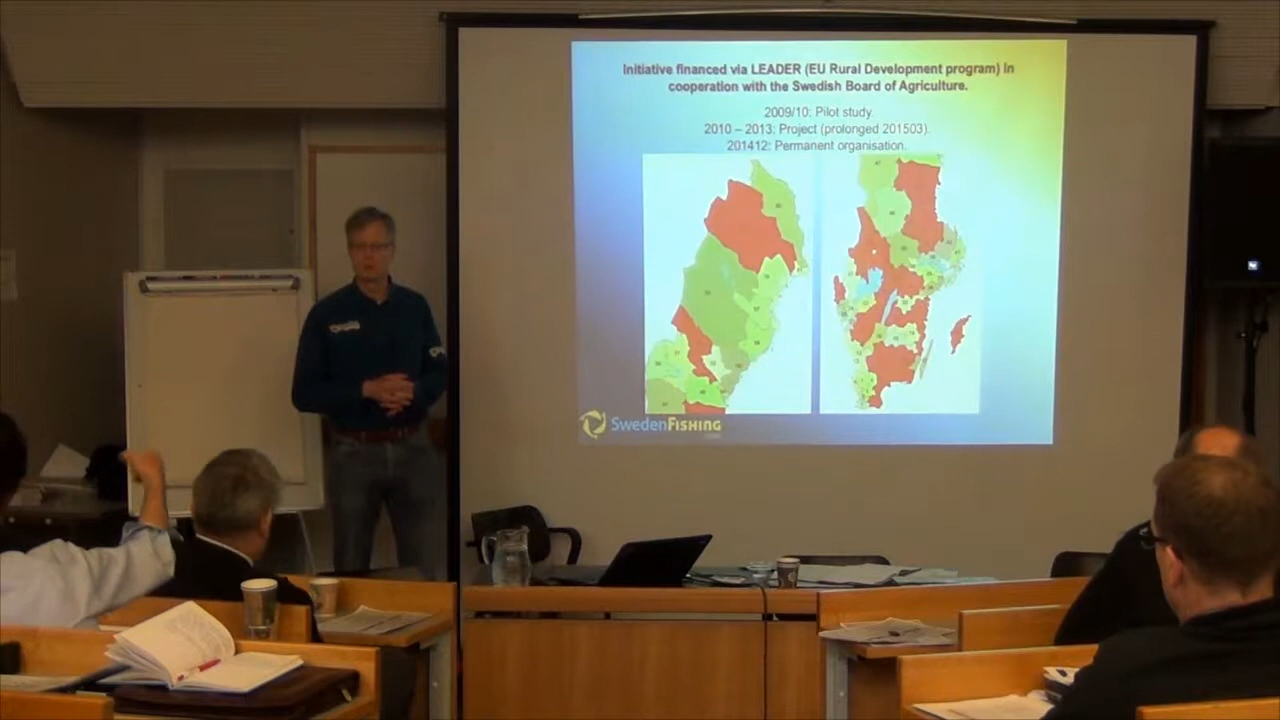 Initiative financed via LEADER (EU Rural Development program) in
cooperation with the Swedish Board of Agriculture.
2009/10: Pilot study.
2010 – 2013: Project (prolonged 201503).
201412: Permanent organisation.
SwedenFishing